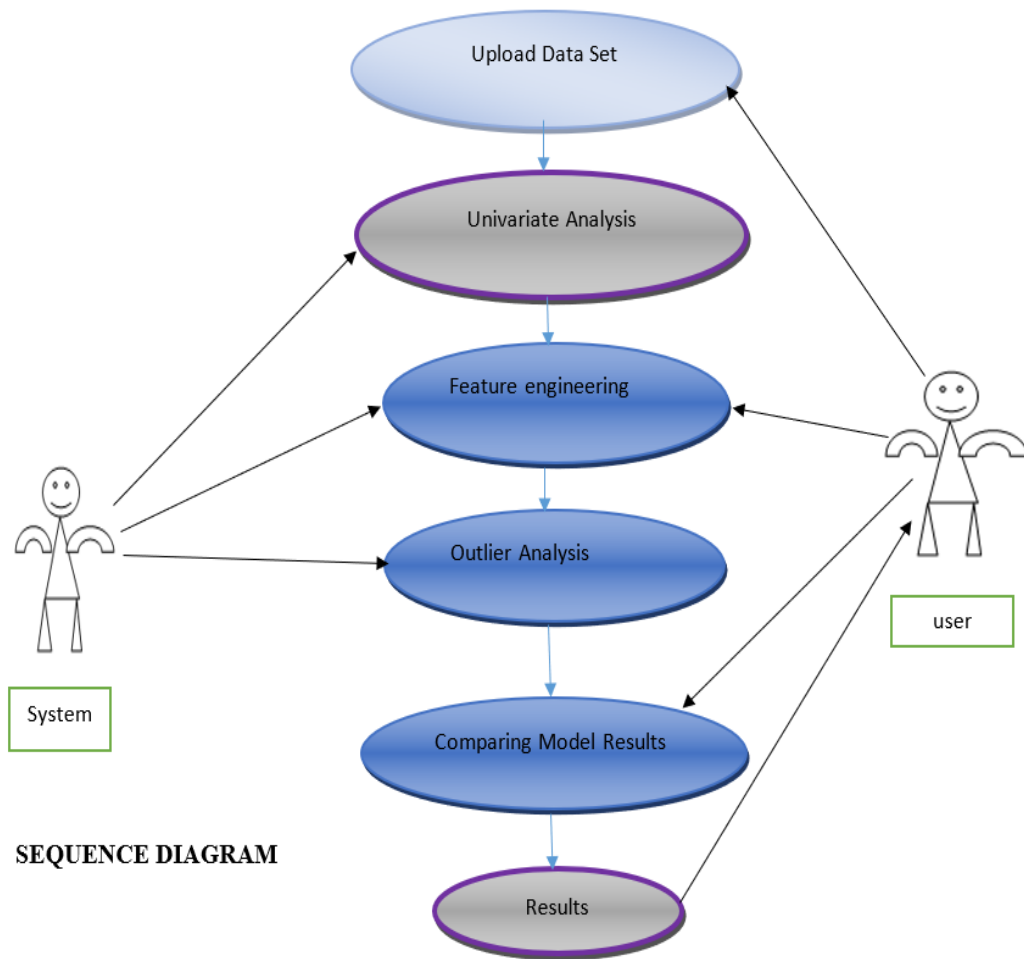 Upload Data Set
Univariate Analysis
Feature engineering
Outlier Analysis
user
System
Comparing Model Results
SEQUENCE DIAGRAM
Results